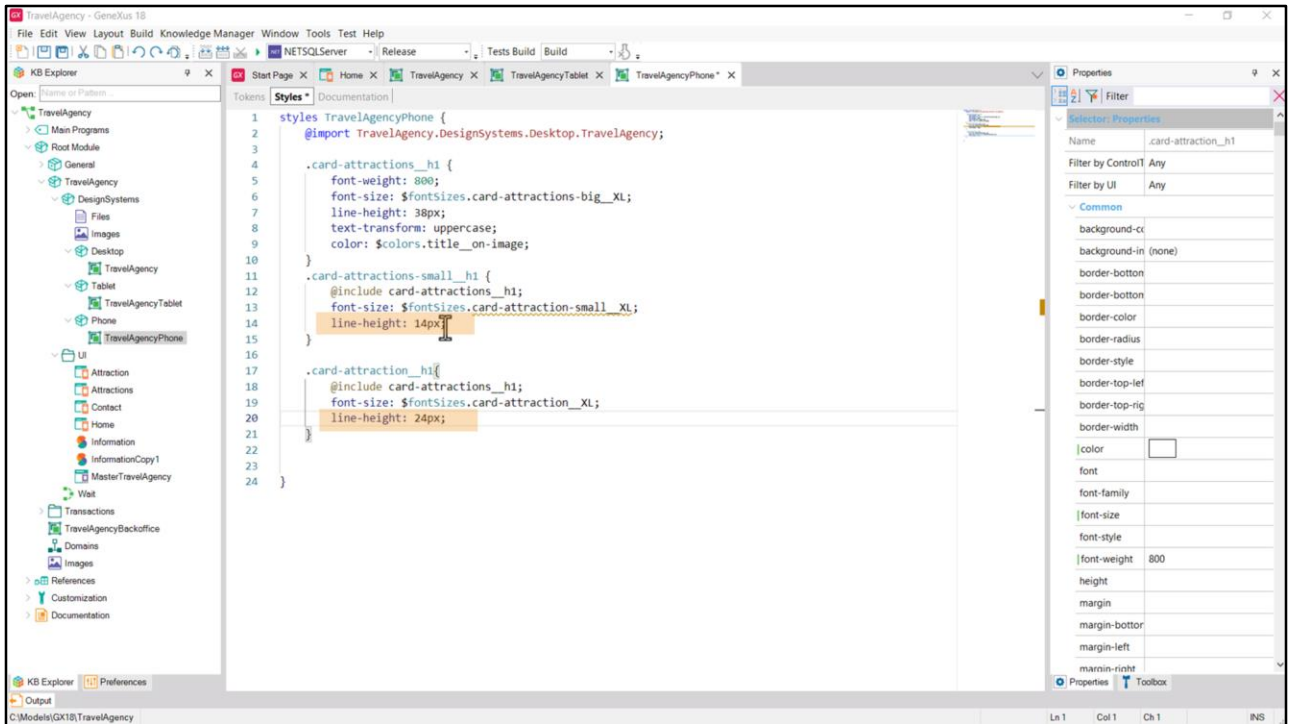 GX TravelAgency - GeneXus 18
File Edit View Layout Build Knowledge Manager Window Tools Test Help
NETSQLServer Release Tests Build Build
KB Explorer
Open: Name or Pattern...
TravelAgency
Main Programs
Root Module
General
TravelAgency
DesignSystems
Files
Images
Desktop
TravelAgency
Tablet
TravelAgencyTablet
Phone
TravelAgencyPhone
UI
Attraction
Attractions
Contact
Home
Information
InformationCopy1
MasterTravelAgency
Wait
Transactions
TravelAgencyBackoffice
Domains
Images
References
Customization
Documentation
KB Explorer Preferences
GX Start Page X Home X TravelAgency X TravelAgencyTablet X TravelAgencyPhone * X
Tokens Styles * Documentation
1 styles TravelAgencyPhone {
2 @import TravelAgency.DesignSystems.Desktop.TravelAgency;
3
4 .card-attractions__h1 {
5 font-weight: 800;
6 font-size: $fontSizes.card-attractions-big__XL;
7 line-height: 38px;
8 text-transform: uppercase;
9 color: $colors.title__on-image;
10 }
11 .card-attractions-small__h1 {
12 @include card-attractions__h1;
13 font-size: $fontSizes.card-attraction-small__XL;
14 line-height: 14px;
15 }
16
17 .card-attraction__h1{
18 @include card-attractions__h1;
19 font-size: $fontSizes.card-attraction__XL;
20 line-height: 24px;
21 }
22
23
24 }
Properties
Filter
Selector: Properties
Name .card-attraction__h1
Filter by ControlT Any
Filter by UI Any
Common
background-co
background-in (none)
border-botton
border-botton
border-color
border-radius
border-style
border-top-lef
border-top-rig
border-width
color
font
font-family
font-size
font-style
font-weight 800
height
margin
margin-bottor
margin-left
margin-right
Properties Toolbox
Output
C:\Models\GX18\TravelAgency Ln 1 Col 1 Ch 1 INS